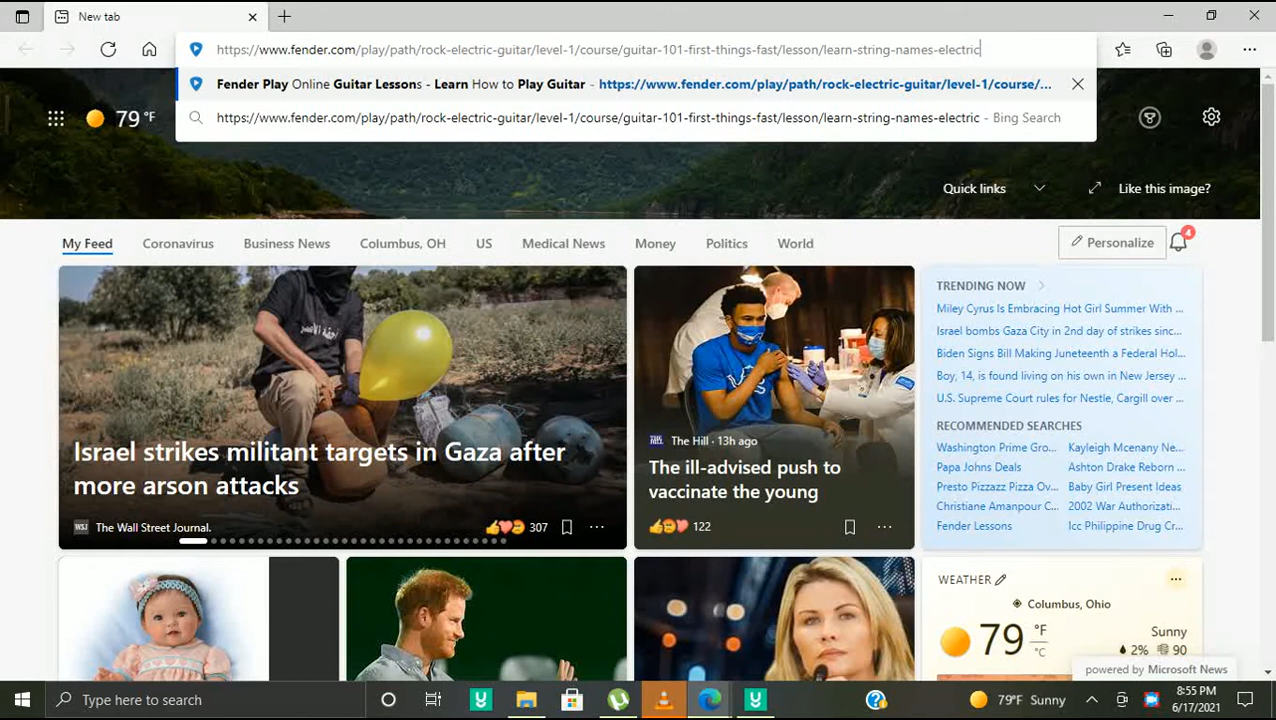 New tab
https://www.fender.com/play/path/rock-electric-guitar/level-1/course/guitar-101-first-things-fast/lesson/learn-string-names-electric
Fender Play Online Guitar Lessons - Learn How to Play Guitar - https://www.fender.com/play/path/rock-electric-guitar/level-1/course/...
https://www.fender.com/play/path/rock-electric-guitar/level-1/course/guitar-101-first-things-fast/lesson/learn-string-names-electric - Bing Search
79 °F
Quick links
Like this image?
My Feed Coronavirus Business News Columbus, OH US Medical News Money Politics World
Personalize
4
Israel strikes militant targets in Gaza after
more arson attacks
WSJ The Wall Street Journal.
307
The Hill · 13h ago
The ill-advised push to
vaccinate the young
122
TRENDING NOW
Miley Cyrus Is Embracing Hot Girl Summer With ...
Israel bombs Gaza City in 2nd day of strikes sinc...
Biden Signs Bill Making Juneteenth a Federal Hol...
Boy, 14, is found living on his own in New Jersey ...
U.S. Supreme Court rules for Nestle, Cargill over ...
RECOMMENDED SEARCHES
Washington Prime Gro... Kayleigh Mcenany Ne...
Papa Johns Deals Ashton Drake Reborn ...
Presto Pizzazz Pizza Ov... Baby Girl Present Ideas
Christiane Amanpour C... 2002 War Authorizati...
Fender Lessons Icc Philippine Drug Cr...
WEATHER
Columbus, Ohio
79 °F
°C
Sunny
2% 90
powered by Microsoft News
Type here to search
79°F Sunny
8:55 PM
6/17/2021